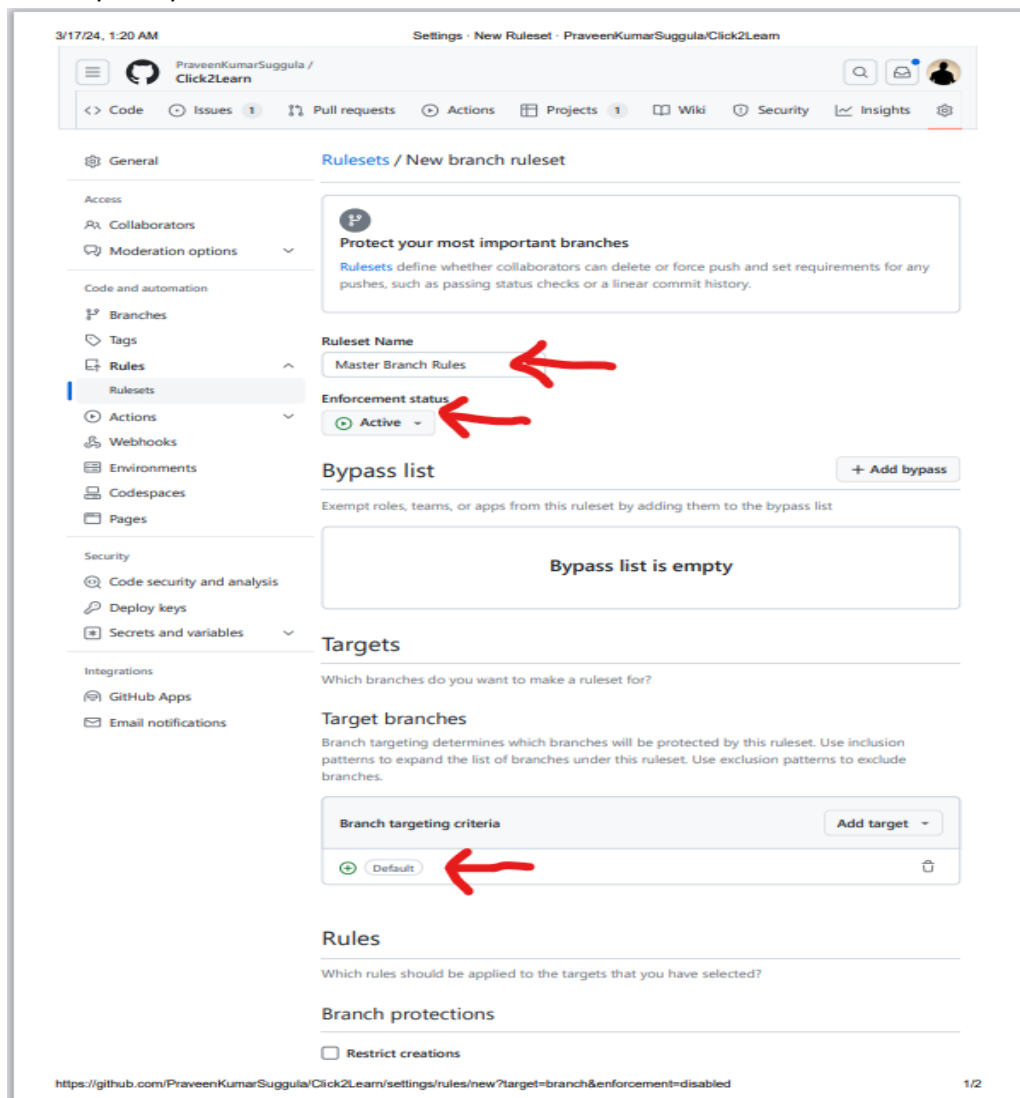 3/17/24, 1:20 AM Settings · New Ruleset · PraveenKumarSuggula/Click2Learn
PraveenKumarSuggula /
Click2Learn
<> Code Issues 1 Pull requests Actions Projects 1 Wiki Security Insights
General
Access
Collaborators
Moderation options
Code and automation
Branches
Tags
Rules
Rulesets
Actions
Webhooks
Environments
Codespaces
Pages
Security
Code security and analysis
Deploy keys
Secrets and variables
Integrations
GitHub Apps
Email notifications
Rulesets / New branch ruleset
Protect your most important branches
Rulesets define whether collaborators can delete or force push and set requirements for any
pushes, such as passing status checks or a linear commit history.
Ruleset Name
Master Branch Rules
Enforcement status
Active
Bypass list
+ Add bypass
Exempt roles, teams, or apps from this ruleset by adding them to the bypass list
Bypass list is empty
Targets
Which branches do you want to make a ruleset for?
Target branches
Branch targeting determines which branches will be protected by this ruleset. Use inclusion
patterns to expand the list of branches under this ruleset. Use exclusion patterns to exclude
branches.
Branch targeting criteria
Add target
Default
Rules
Which rules should be applied to the targets that you have selected?
Branch protections
Restrict creations
https://github.com/PraveenKumarSuggula/Click2Learn/settings/rules/new?target=branch&enforcement=disabled 1/2